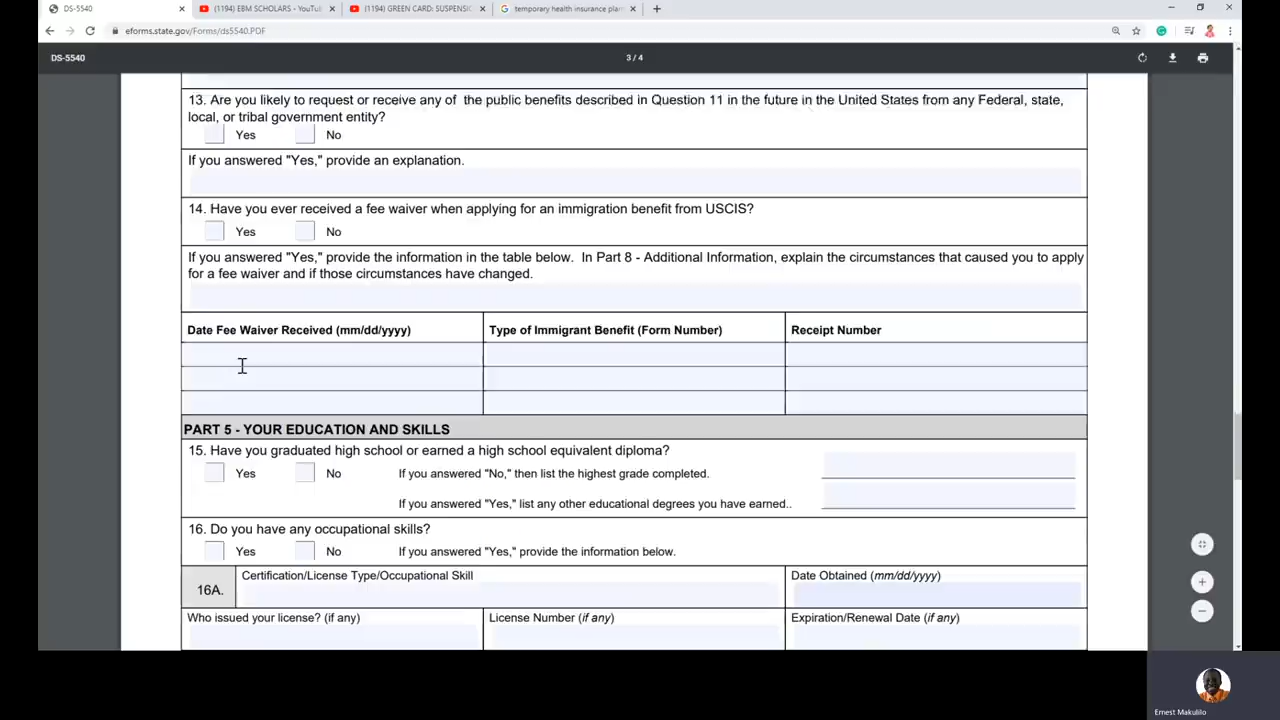 DS-5540
(1194) EBM SCHOLARS - YouTu
(1194) GREEN CARD: SUSPENSI
temporary health insurance plan
eforms.state.gov/Forms/ds5540.PDF
DS-5540
3 / 4
13. Are you likely to request or receive any of the public benefits described in Question 11 in the future in the United States from any Federal, state,
local, or tribal government entity?
Yes No
If you answered "Yes," provide an explanation.
14. Have you ever received a fee waiver when applying for an immigration benefit from USCIS?
Yes No
If you answered "Yes," provide the information in the table below. In Part 8 - Additional Information, explain the circumstances that caused you to apply
for a fee waiver and if those circumstances have changed.
Date Fee Waiver Received (mm/dd/yyyy) Type of Immigrant Benefit (Form Number) Receipt Number
PART 5 - YOUR EDUCATION AND SKILLS
15. Have you graduated high school or earned a high school equivalent diploma?
Yes No If you answered "No," then list the highest grade completed.
If you answered "Yes," list any other educational degrees you have earned..
16. Do you have any occupational skills?
Yes No If you answered "Yes," provide the information below.
16A. Certification/License Type/Occupational Skill Date Obtained (mm/dd/yyyy)
Who issued your license? (if any) License Number (if any) Expiration/Renewal Date (if any)
Ernest Makulilo